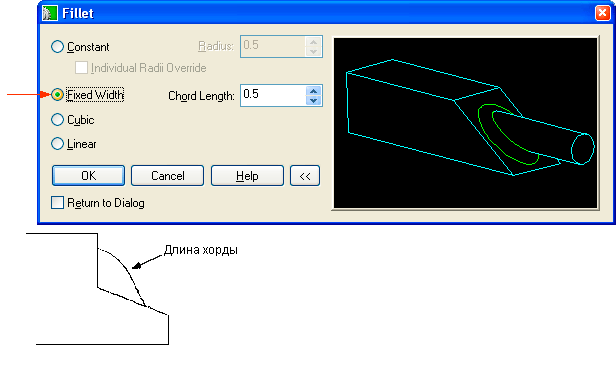 Fillet
Constant
Radius: 0.5
Individual Radii Override
Fixed Width
Chord Length: 0.5
Cubic
Linear
OK Cancel Help <<
Return to Dialog
Длина хорды